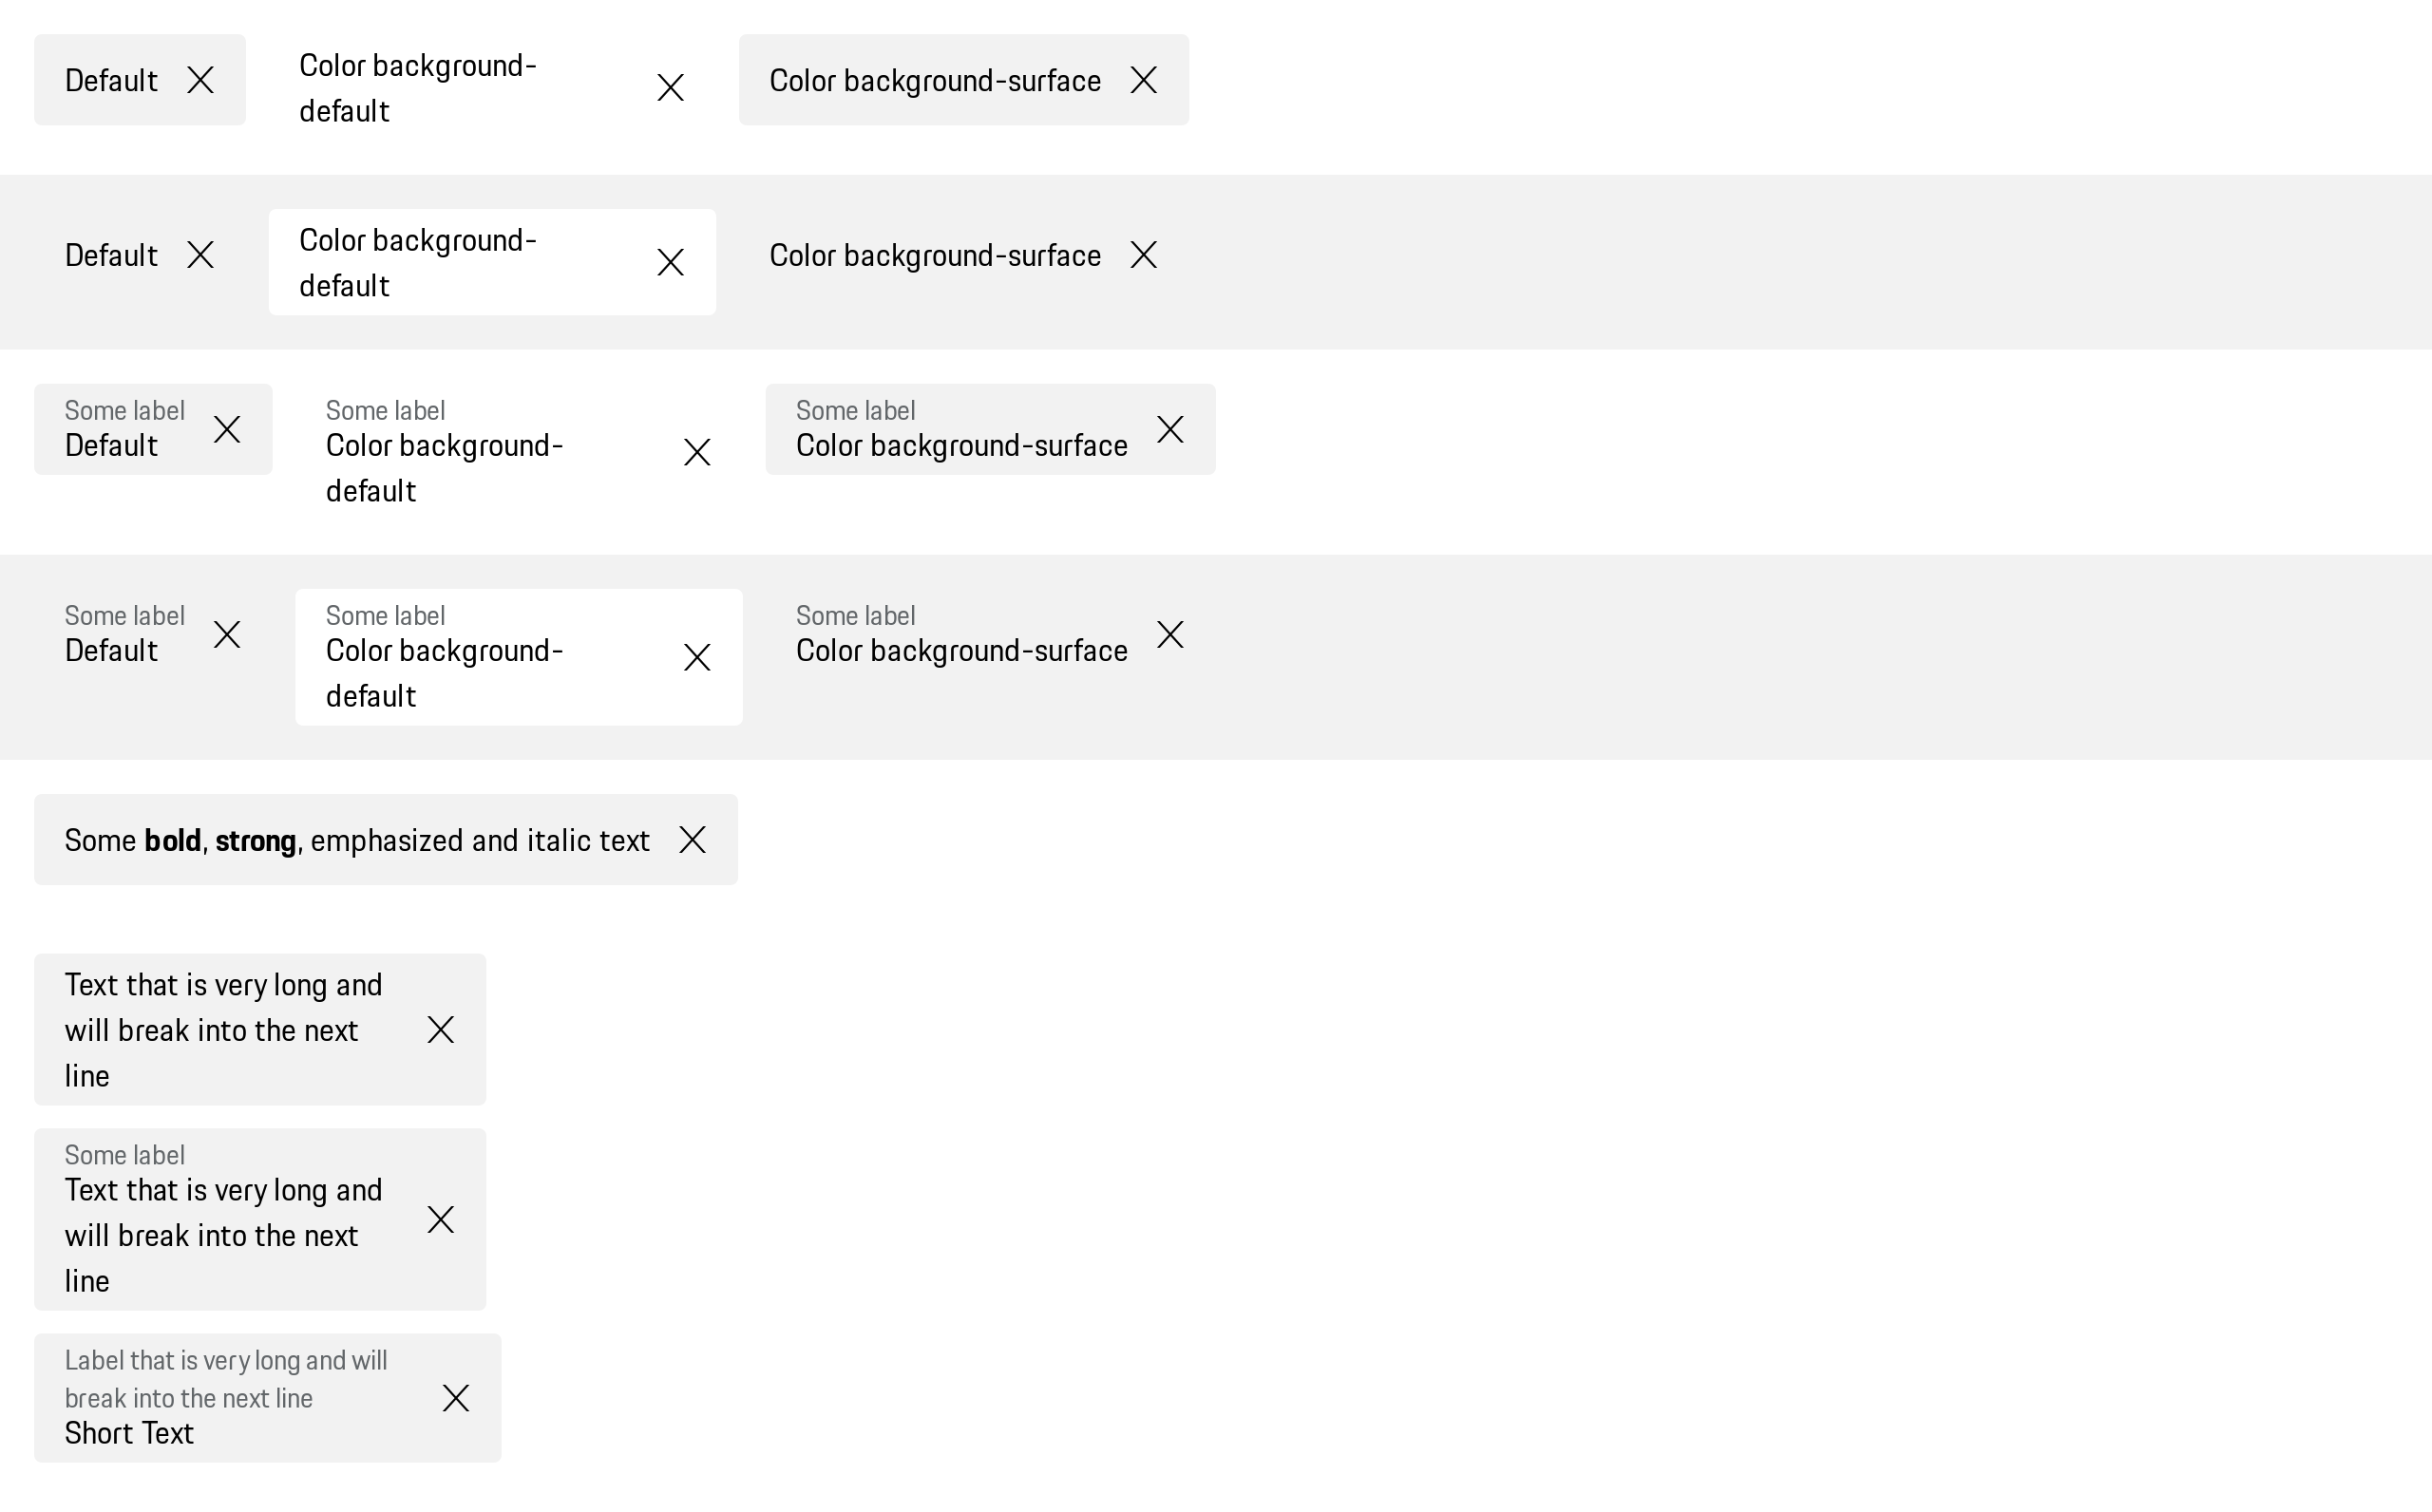 Default
Color background-
default
Color background-surface
Default
Color background-
default
Color background-surface
Some label
Default
Some label
Color background-
default
Some label
Color background-surface
Some label
Default
Some label
Color background-
default
Some label
Color background-surface
Some bold, strong, emphasized and italic text
Text that is very long and
will break into the next
line
Some label
Text that is very long and
will break into the next
line
Label that is very long and will
break into the next line
Short Text